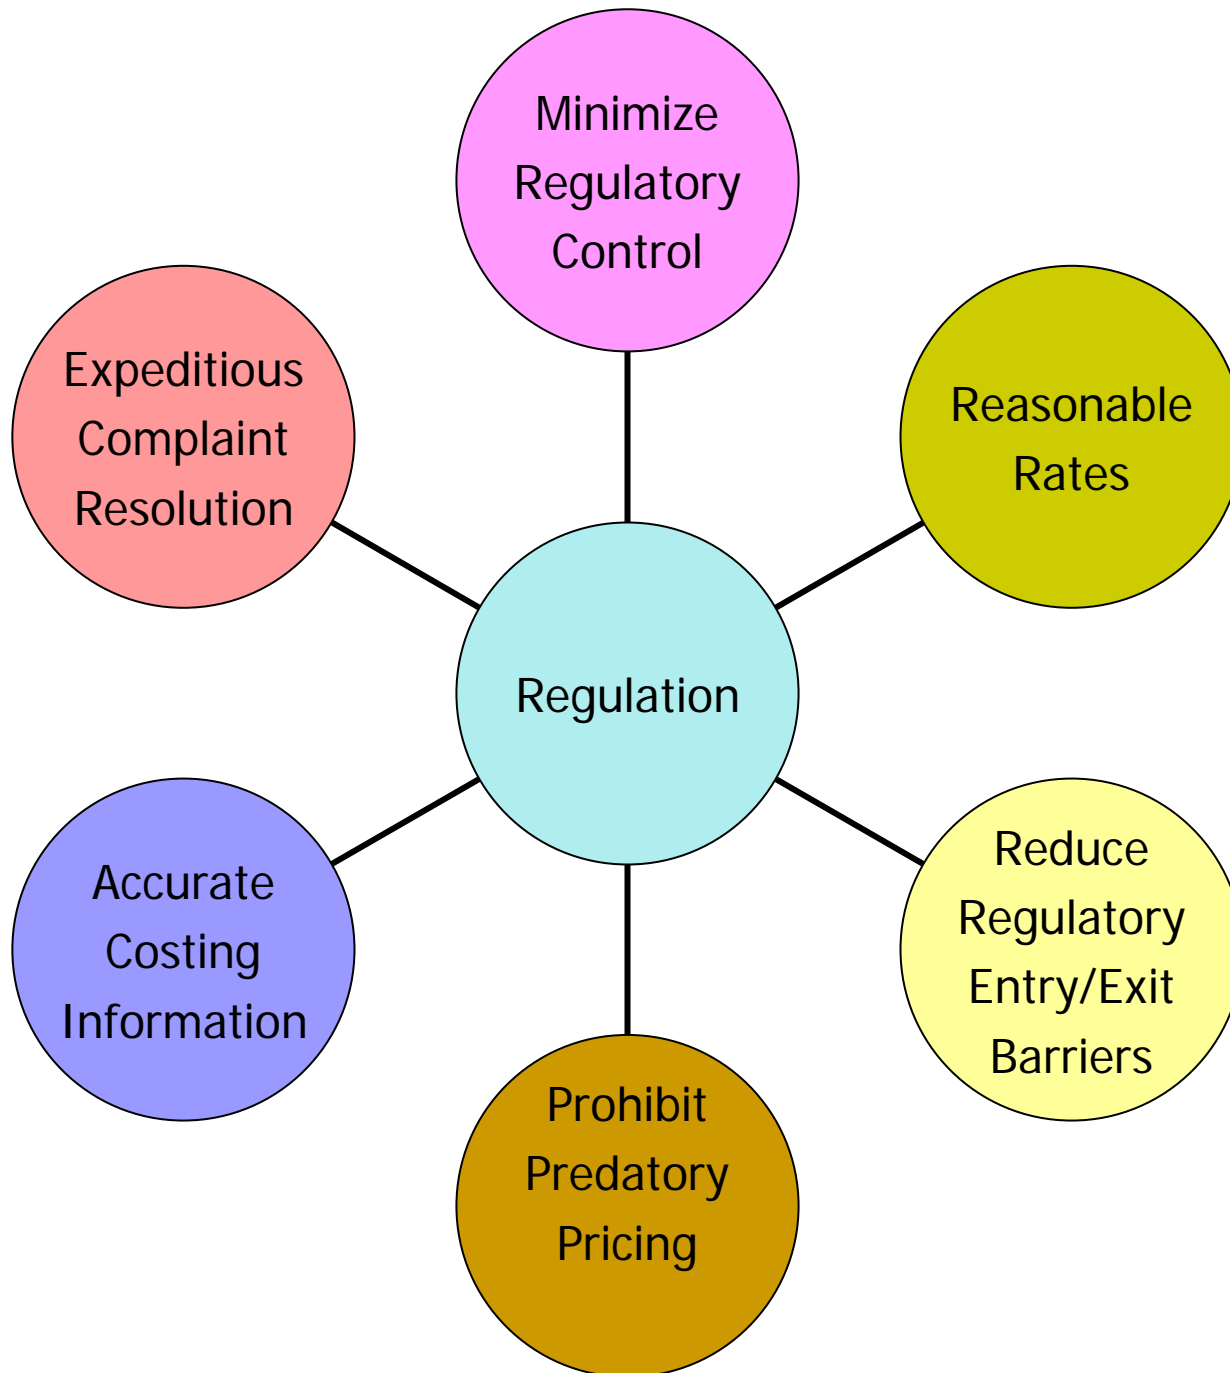 Minimize
Regulatory
Control
Expeditious
Complaint
Resolution
Reasonable
Rates
Regulation
Accurate
Costing
Information
Reduce
Regulatory
Entry/Exit
Barriers
Prohibit
Predatory
Pricing